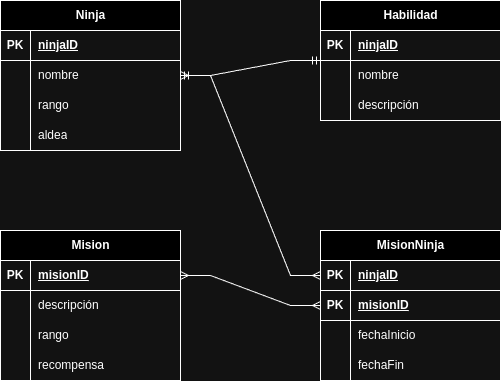 Ninja
PK ninjaID
nombre
rango
aldea
Habilidad
PK ninjaID
nombre
descripción
Mision
PK misionID
descripción
rango
recompensa
MisionNinja
PK ninjaID
PK misionID
fechaInicio
fechaFin